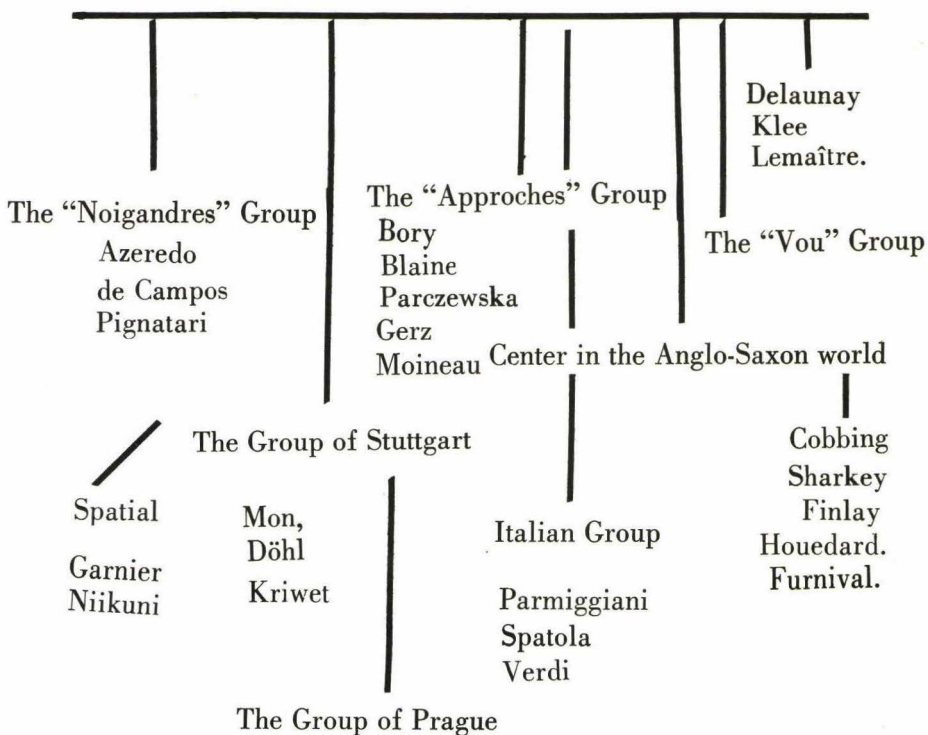 Delaunay
Klee
Lemaître.
The "Noigandres" Group
Azeredo
de Campos
Pignatari
The "Approches" Group
Bory
Blaine
Parczewska
Gerz
Moineau
The "Vou" Group
Center in the Anglo-Saxon world
The Group of Stuttgart
Cobbing
Sharkey
Finlay
Houedard.
Furnival.
Spatial
Garnier
Niikuni
Mon,
Döhl
Kriwet
Italian Group
Parmiggiani
Spatola
Verdi
The Group of Prague